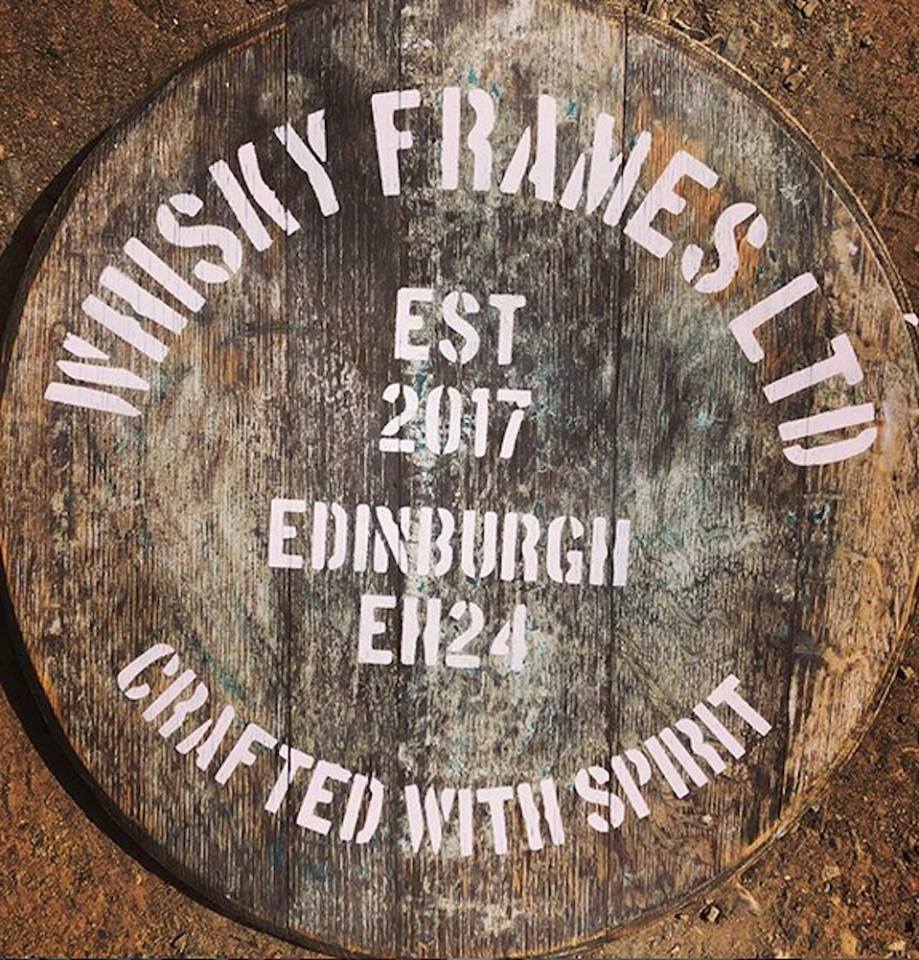 WHISKY FRAMES LTD
EST
2017
EDINBURGH
EH24
CRAFTED WITH SPIRIT